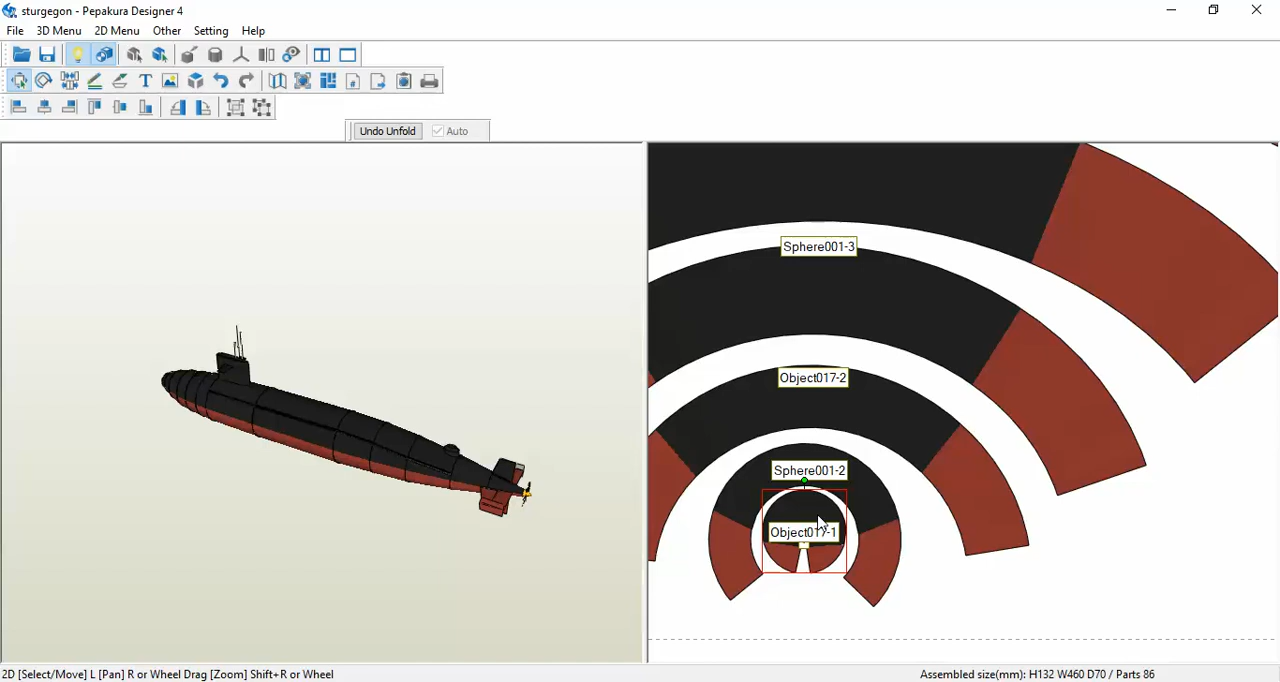 sturgegon - Pepakura Designer 4
File 3D Menu 2D Menu Other Setting Help
Undo Unfold Auto
Sphere001-3
Object017-2
Sphere001-2
Object017-1
2D [Select/Move] L [Pan] R or Wheel Drag [Zoom] Shift+R or Wheel
Assembled size(mm): H132 W460 D70 / Parts 86